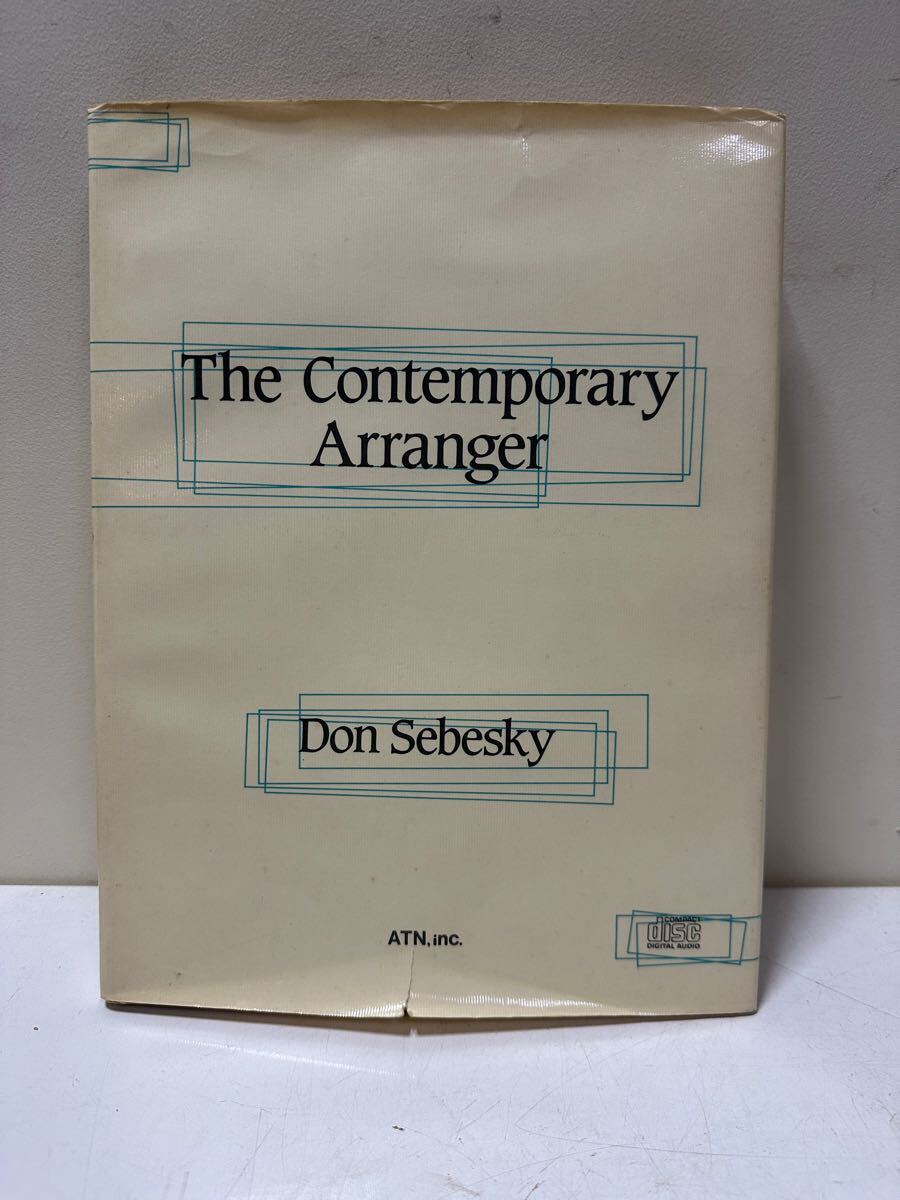 The Contemporary
Arranger
Don Sebesky
ATN, inc.
COMPACT
disc
DIGITAL AUDIO